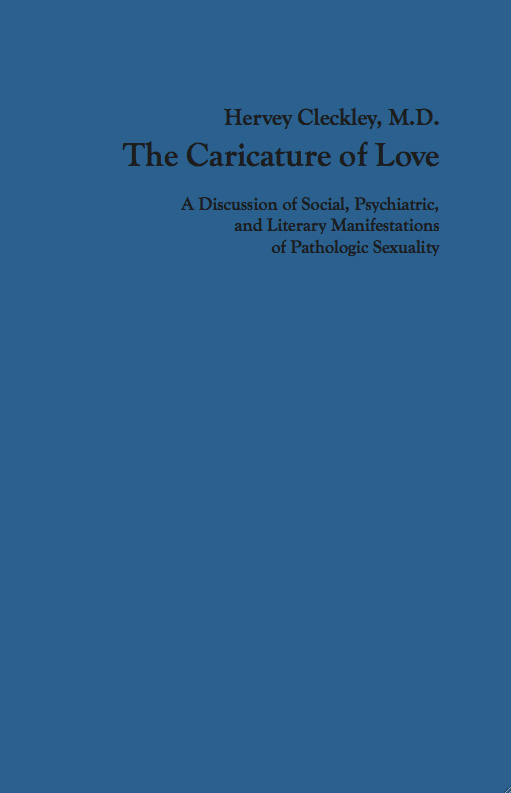 Hervey Cleckley, M.D.
The Caricature of Love
A Discussion of Social, Psychiatric,
and Literary Manifestations
of Pathologic Sexuality